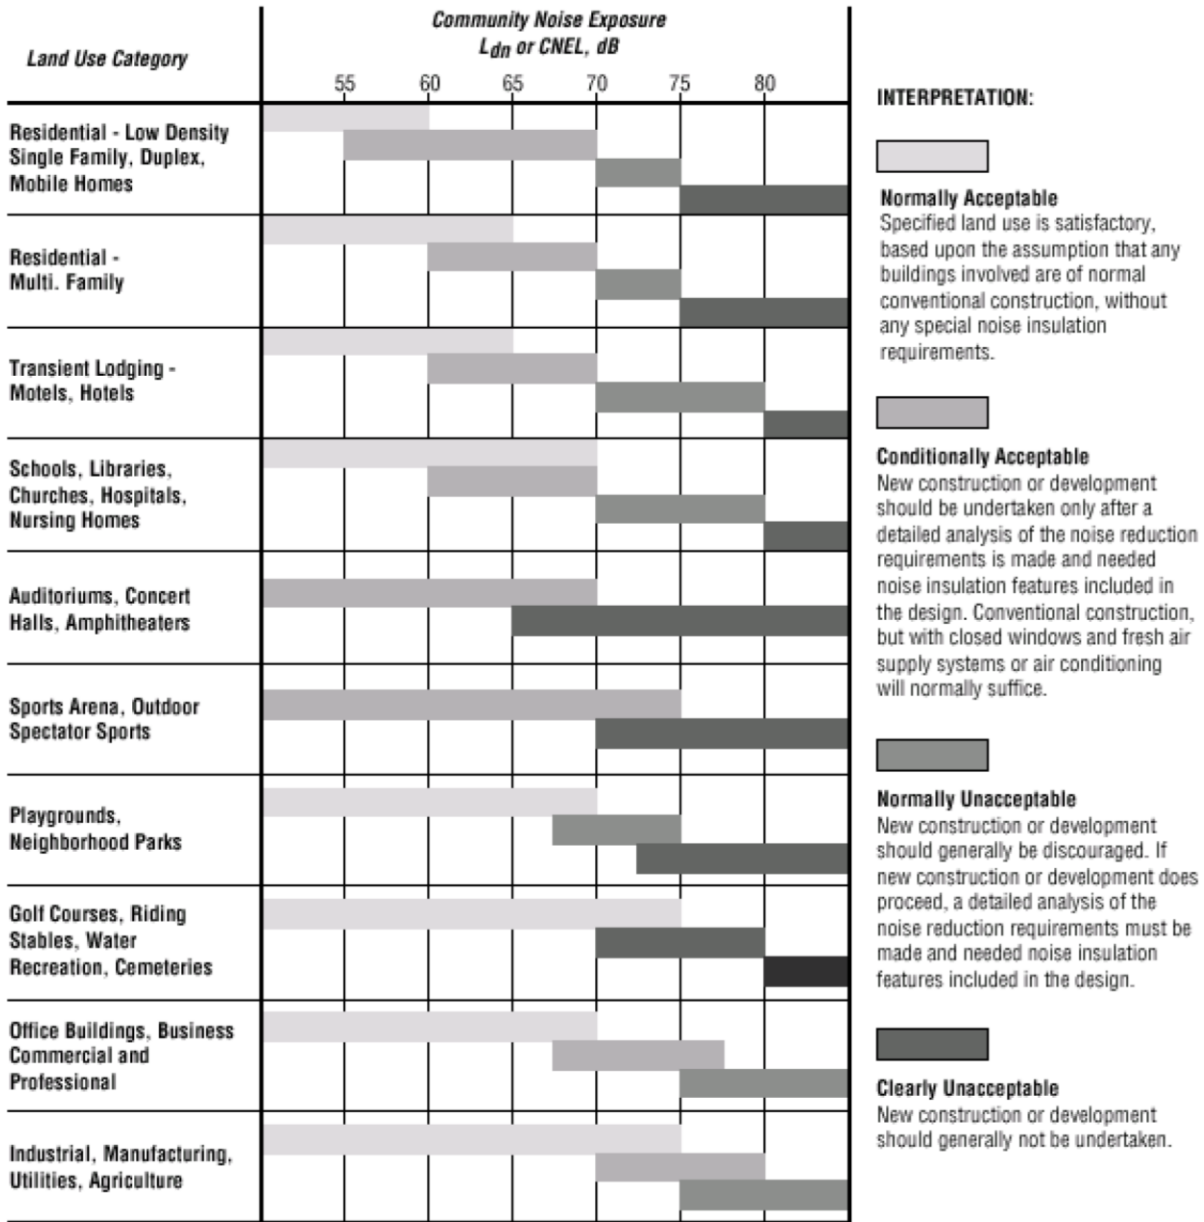 Community Noise Exposure
Ldn or CNEL, dB
Land Use Category
55 60 65 70 75 80
Residential - Low Density
Single Family, Duplex,
Mobile Homes
Residential -
Multi. Family
Transient Lodging -
Motels, Hotels
Schools, Libraries,
Churches, Hospitals,
Nursing Homes
Auditoriums, Concert
Halls, Amphitheaters
Sports Arena, Outdoor
Spectator Sports
Playgrounds,
Neighborhood Parks
Golf Courses, Riding
Stables, Water
Recreation, Cemeteries
Office Buildings, Business
Commercial and
Professional
Industrial, Manufacturing,
Utilities, Agriculture
INTERPRETATION:
Normally Acceptable
Specified land use is satisfactory,
based upon the assumption that any
buildings involved are of normal
conventional construction, without
any special noise insulation
requirements.
Conditionally Acceptable
New construction or development
should be undertaken only after a
detailed analysis of the noise reduction
requirements is made and needed
noise insulation features included in
the design. Conventional construction,
but with closed windows and fresh air
supply systems or air conditioning
will normally suffice.
Normally Unacceptable
New construction or development
should generally be discouraged. If
new construction or development does
proceed, a detailed analysis of the
noise reduction requirements must be
made and needed noise insulation
features included in the design.
Clearly Unacceptable
New construction or development
should generally not be undertaken.